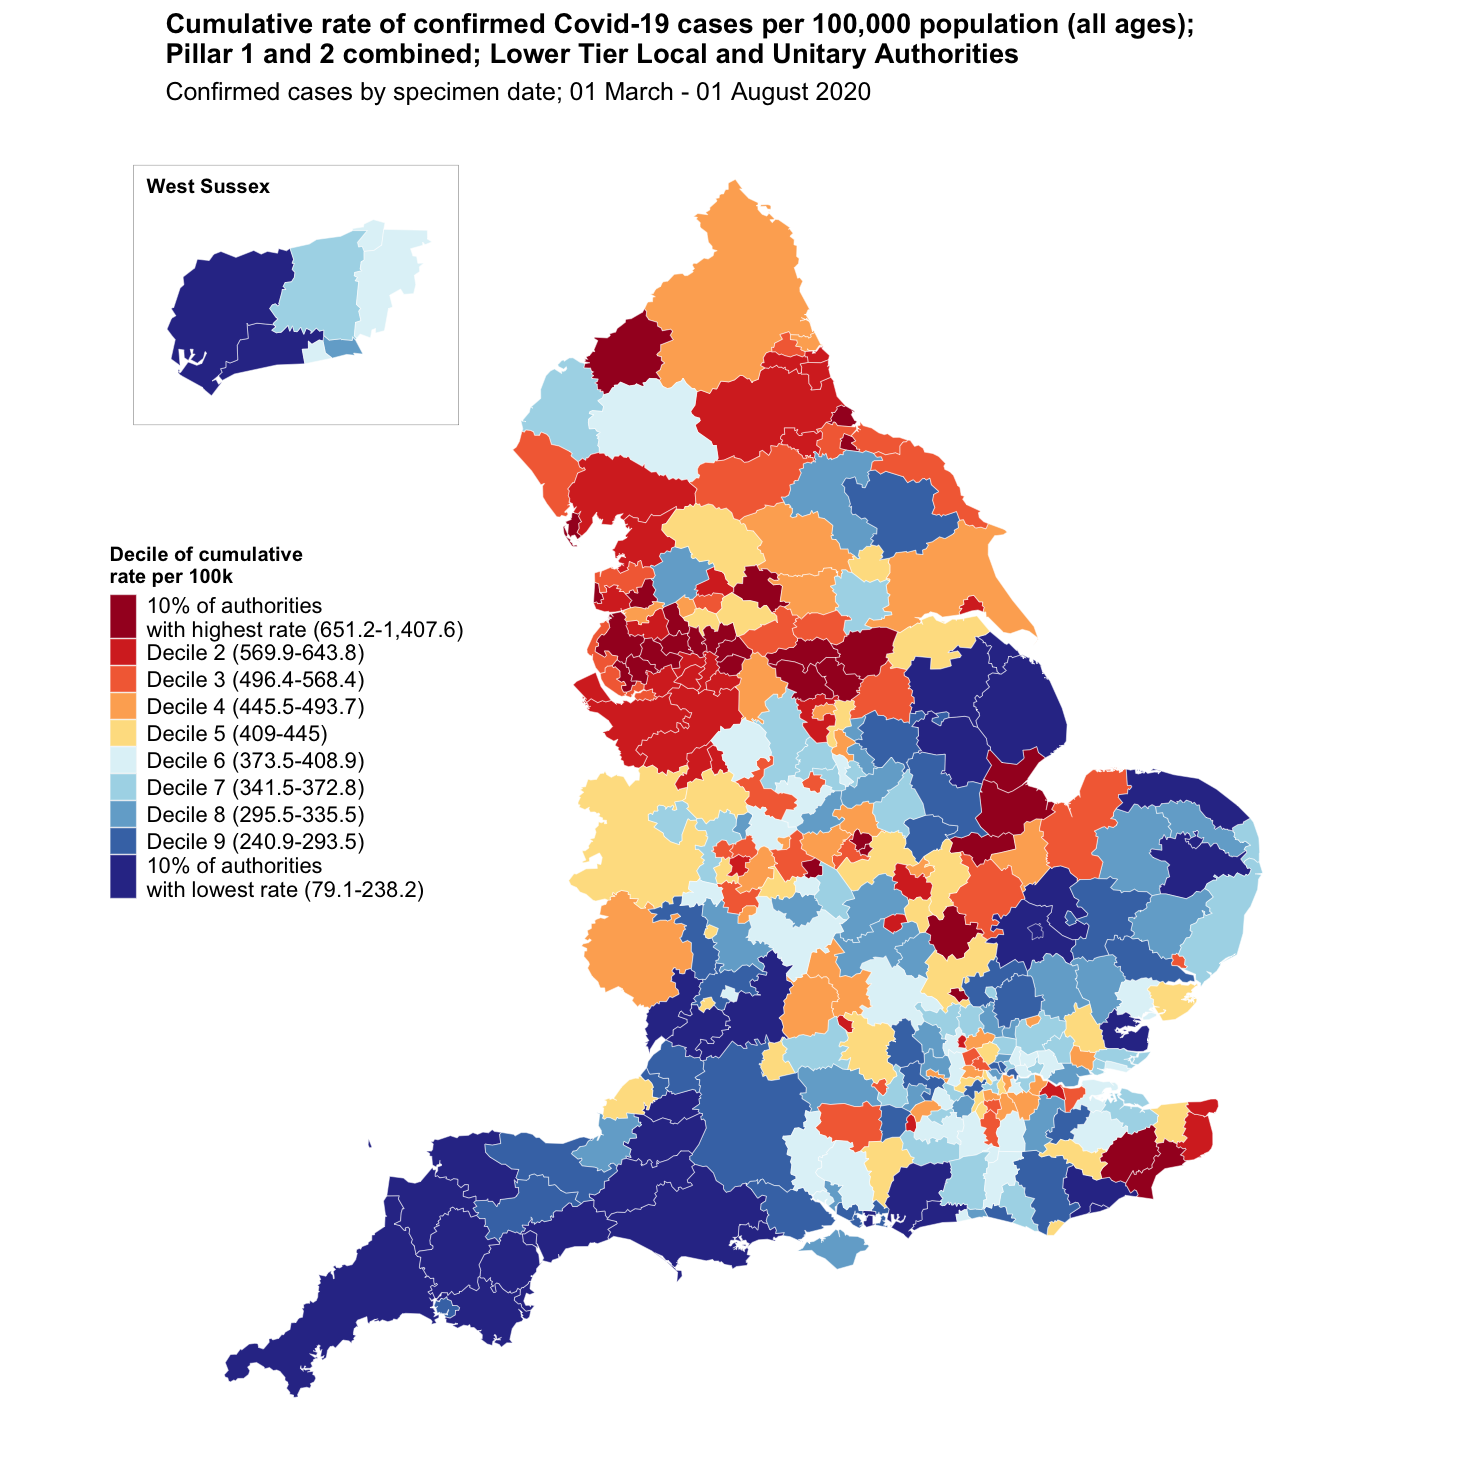 Cumulative rate of confirmed Covid-19 cases per 100,000 population (all ages);
Pillar 1 and 2 combined; Lower Tier Local and Unitary Authorities
Confirmed cases by specimen date; 01 March - 01 August 2020
West Sussex
Decile of cumulative
rate per 100k
10% of authorities
with highest rate (651.2-1,407.6)
Decile 2 (569.9-643.8)
Decile 3 (496.4-568.4)
Decile 4 (445.5-493.7)
Decile 5 (409-445)
Decile 6 (373.5-408.9)
Decile 7 (341.5-372.8)
Decile 8 (295.5-335.5)
Decile 9 (240.9-293.5)
10% of authorities
with lowest rate (79.1-238.2)